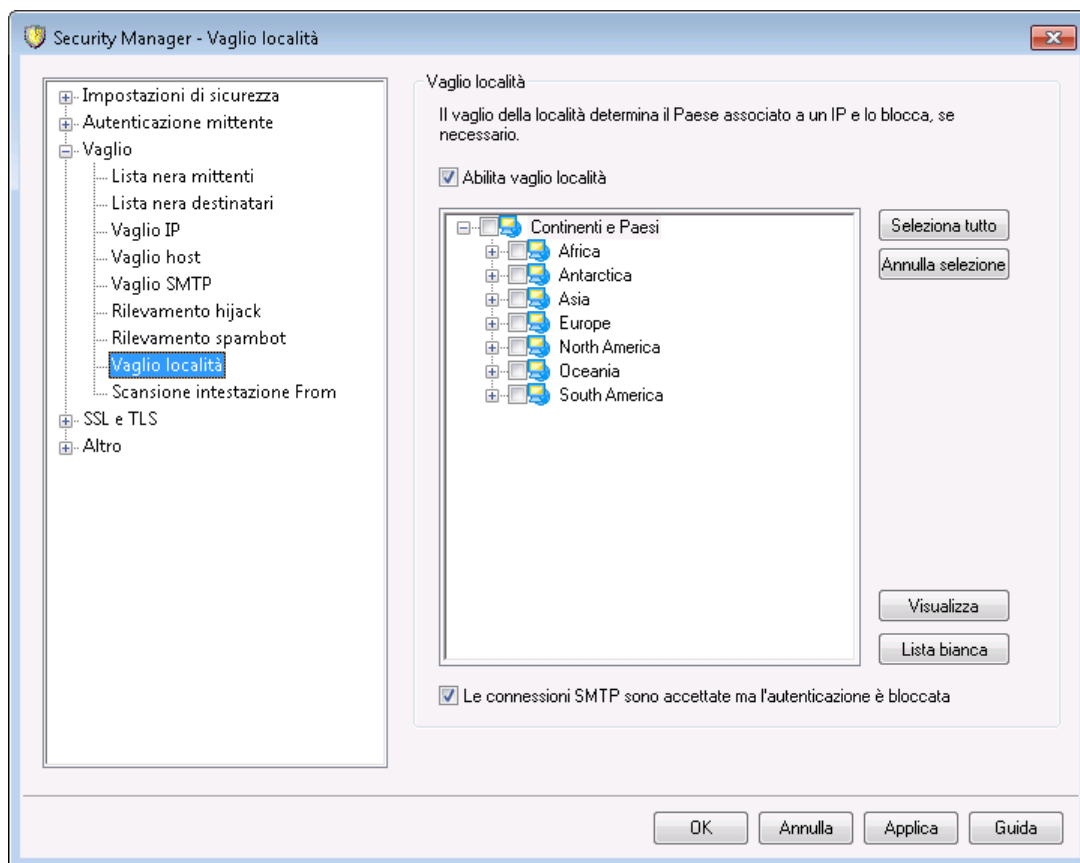 Security Manager - Vaglio località
Impostazioni di sicurezza
Autenticazione mittente
Vaglio
Lista nera mittenti
Lista nera destinatari
Vaglio IP
Vaglio host
Vaglio SMTP
Rilevamento hijack
Rilevamento spambot
Vaglio località
Scansione intestazione From
SSL e TLS
Altro
Vaglio località
Il vaglio della località determina il Paese associato a un IP e lo blocca, se
necessario.
Abilita vaglio località
Continenti e Paesi
Africa
Antarctica
Asia
Europe
North America
Oceania
South America
Seleziona tutto
Annulla selezione
Visualizza
Lista bianca
Le connessioni SMTP sono accettate ma l'autenticazione è bloccata
OK
Annulla
Applica
Guida